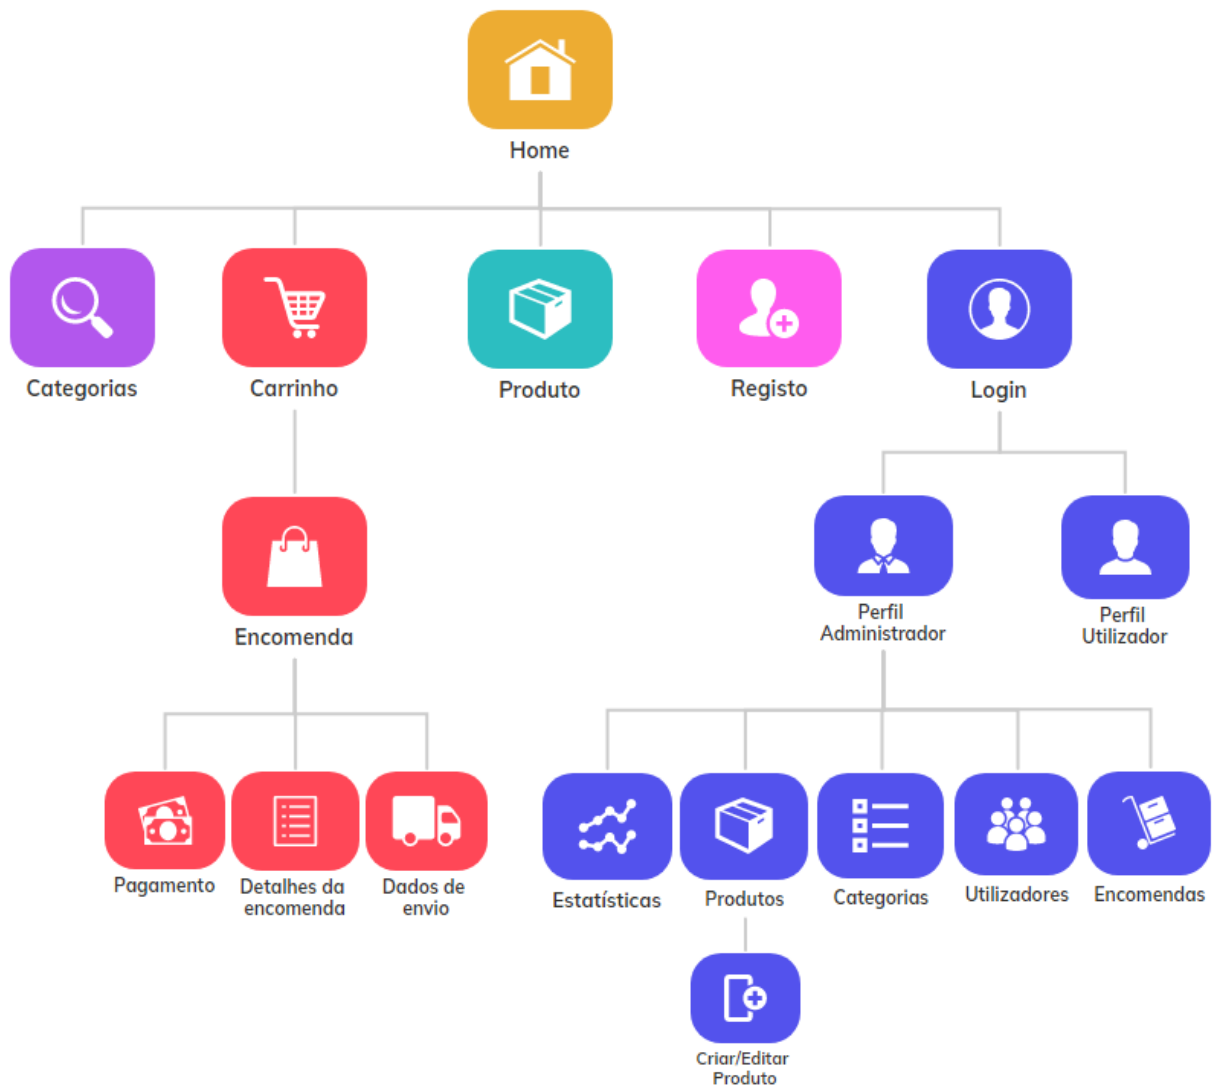 Home
Categorias
Carrinho
Produto
Registo
Login
Encomenda
Perfil
Administrador
Perfil
Utilizador
Pagamento
Detalhes da
encomenda
Dados de
envio
Estatísticas
Produtos
Categorias
Utilizadores
Encomendas
Criar/Editar
Produto